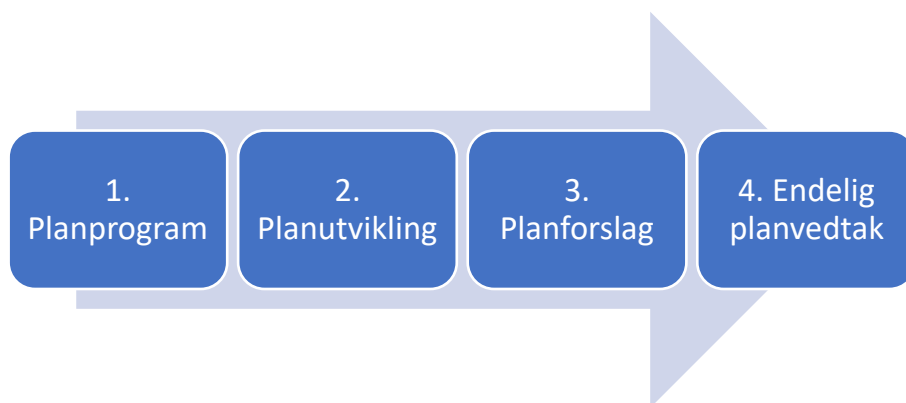 1.
Planprogram
2.
Planutvikling
3.
Planforslag
4. Endelig
planvedtak